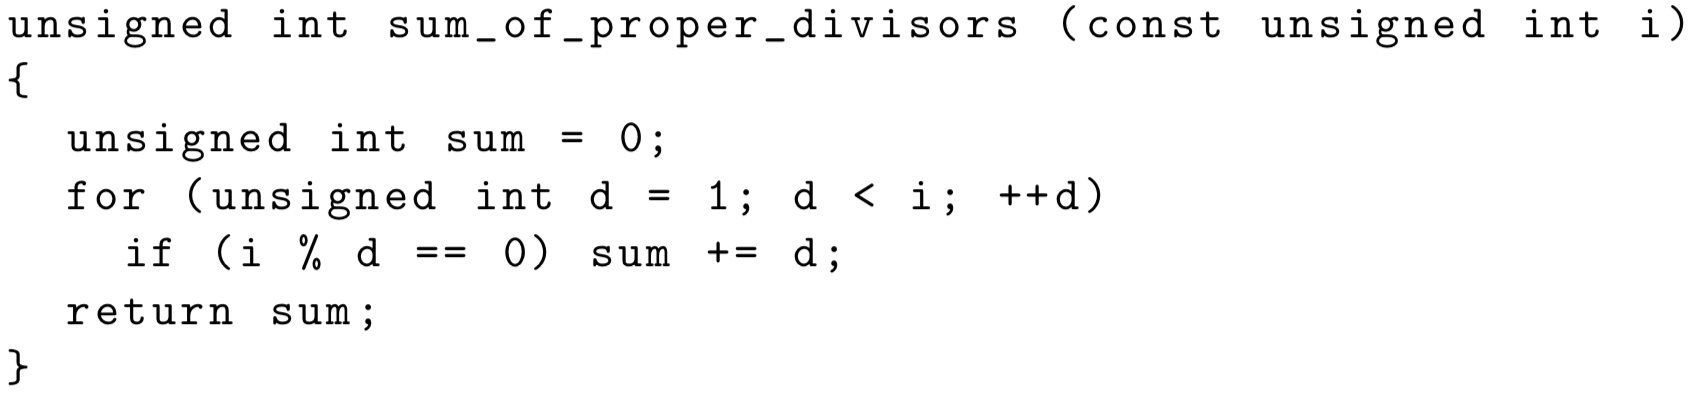 unsigned int sum_of_proper_divisors (const unsigned int i)
{
  unsigned int sum = 0;
  for (unsigned int d = 1; d < i; ++d)
    if (i % d == 0) sum += d;
  return sum;
}